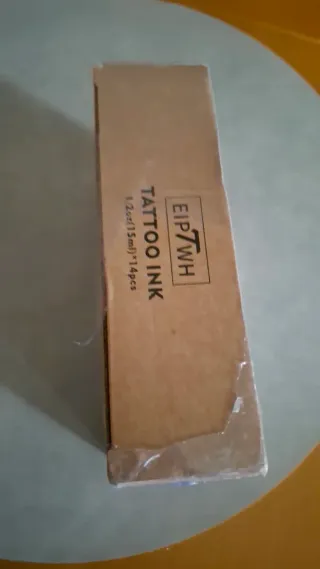 EIPTWH
TATTOO INK
1/2oz(15ml)*14pcs